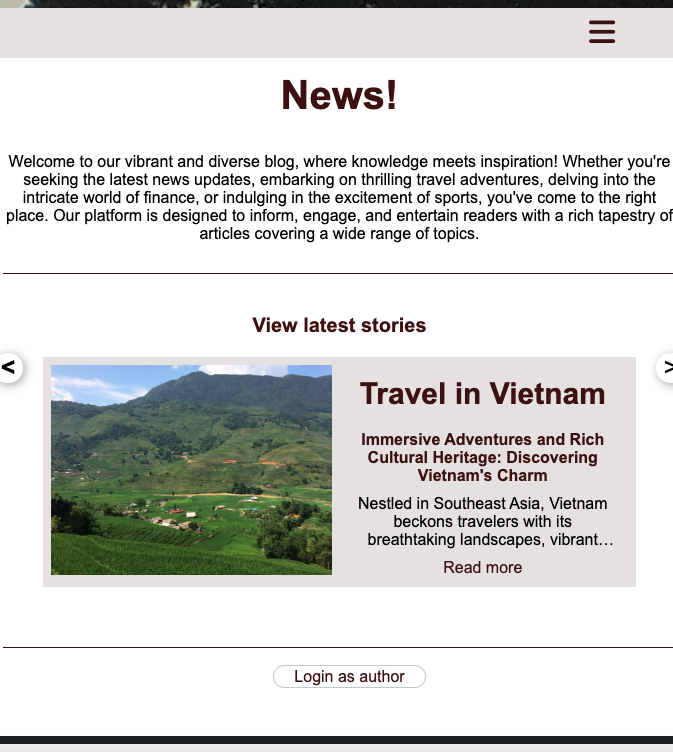 News!
Welcome to our vibrant and diverse blog, where knowledge meets inspiration! Whether you're
seeking the latest news updates, embarking on thrilling travel adventures, delving into the
intricate world of finance, or indulging in the excitement of sports, you've come to the right
place. Our platform is designed to inform, engage, and entertain readers with a rich tapestry of
articles covering a wide range of topics.
View latest stories
<
>
Travel in Vietnam
Immersive Adventures and Rich
Cultural Heritage: Discovering
Vietnam's Charm
Nestled in Southeast Asia, Vietnam
beckons travelers with its
breathtaking landscapes, vibrant…
Read more
Login as author